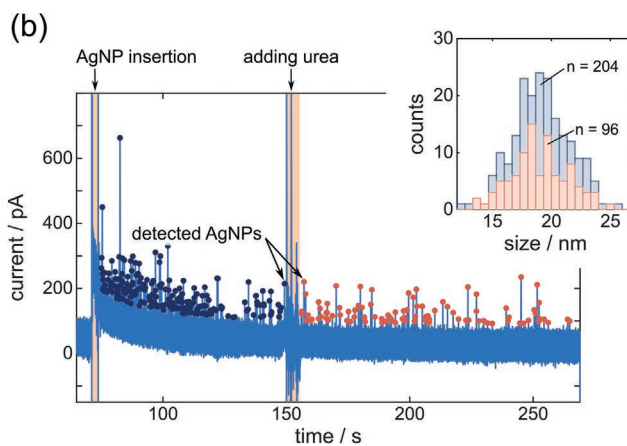 (b)
AgNP insertion
adding urea
detected AgNPs
current / pA
600
400
200
0
100
150
200
250
time / s
30
20
10
0
counts
n = 204
n = 96
15
20
25
size / nm